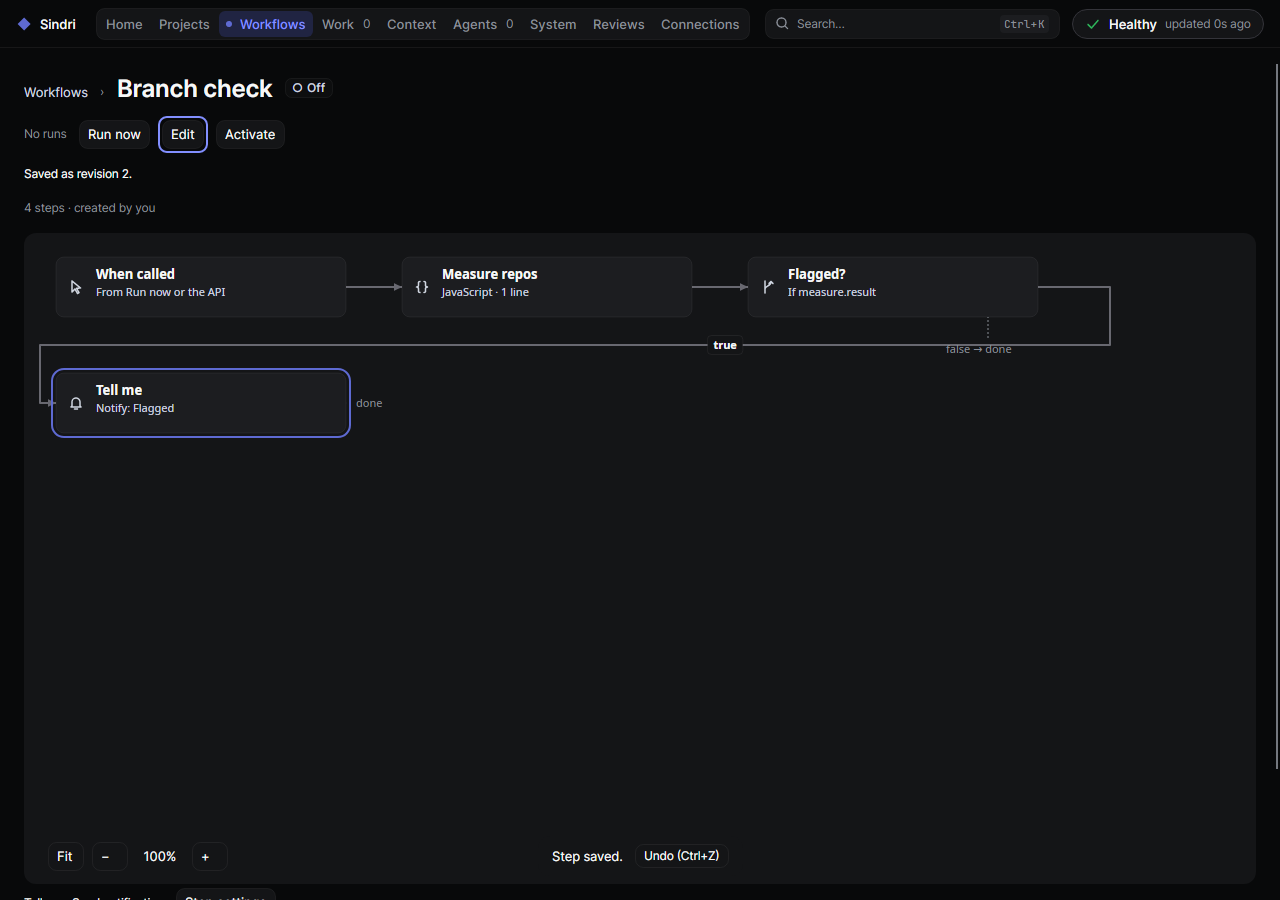 Sindri
Home Projects Workflows Work 0 Context Agents 0 System Reviews Connections
Search... Ctrl+K
Healthy updated 0s ago
Workflows › Branch check Off
No runs Run now Edit Activate
Saved as revision 2.
4 steps · created by you
When called
From Run now or the API
Measure repos
JavaScript · 1 line
Flagged?
If measure.result
true
false → done
Tell me
Notify: Flagged
done
Fit − 100% +
Step saved. Undo (Ctrl+Z)